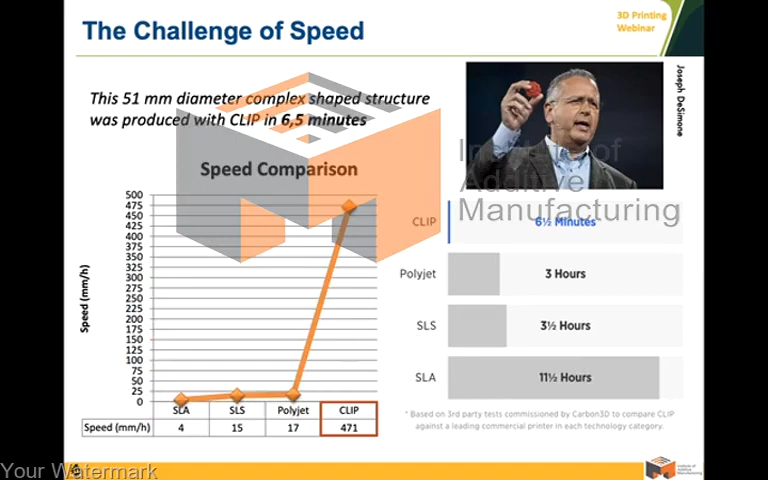 The Challenge of Speed
3D Printing
Webinar
This 51 mm diameter complex shaped structure
was produced with CLIP in 6,5 minutes
Joseph DeSimone
Institute of
Additive
Manufacturing
Speed Comparison
500
475
450
425
400
375
350
325
300
275
250
225
200
175
150
125
100
75
50
25
0
Speed (mm/h)
SLA SLS Polyjet CLIP
Speed (mm/h) 4 15 17 471
CLIP 6½ Minutes
Polyjet 3 Hours
SLS 3½ Hours
SLA 11½ Hours
* Based on 3rd party tests commissioned by Carbon3D to compare CLIP
against a leading commercial printer in each technology category.
Your Watermark
Institute of
Additive
Manufacturing